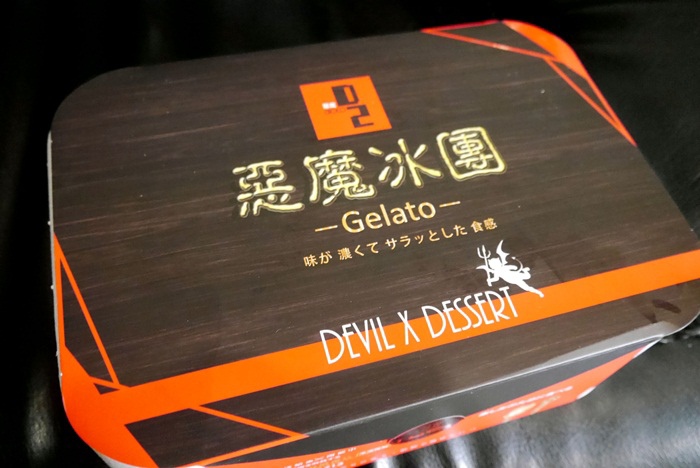 D2
惡魔冰團
Gelato
味が 濃くて サラッとした 食感
DEVIL X DESSERT